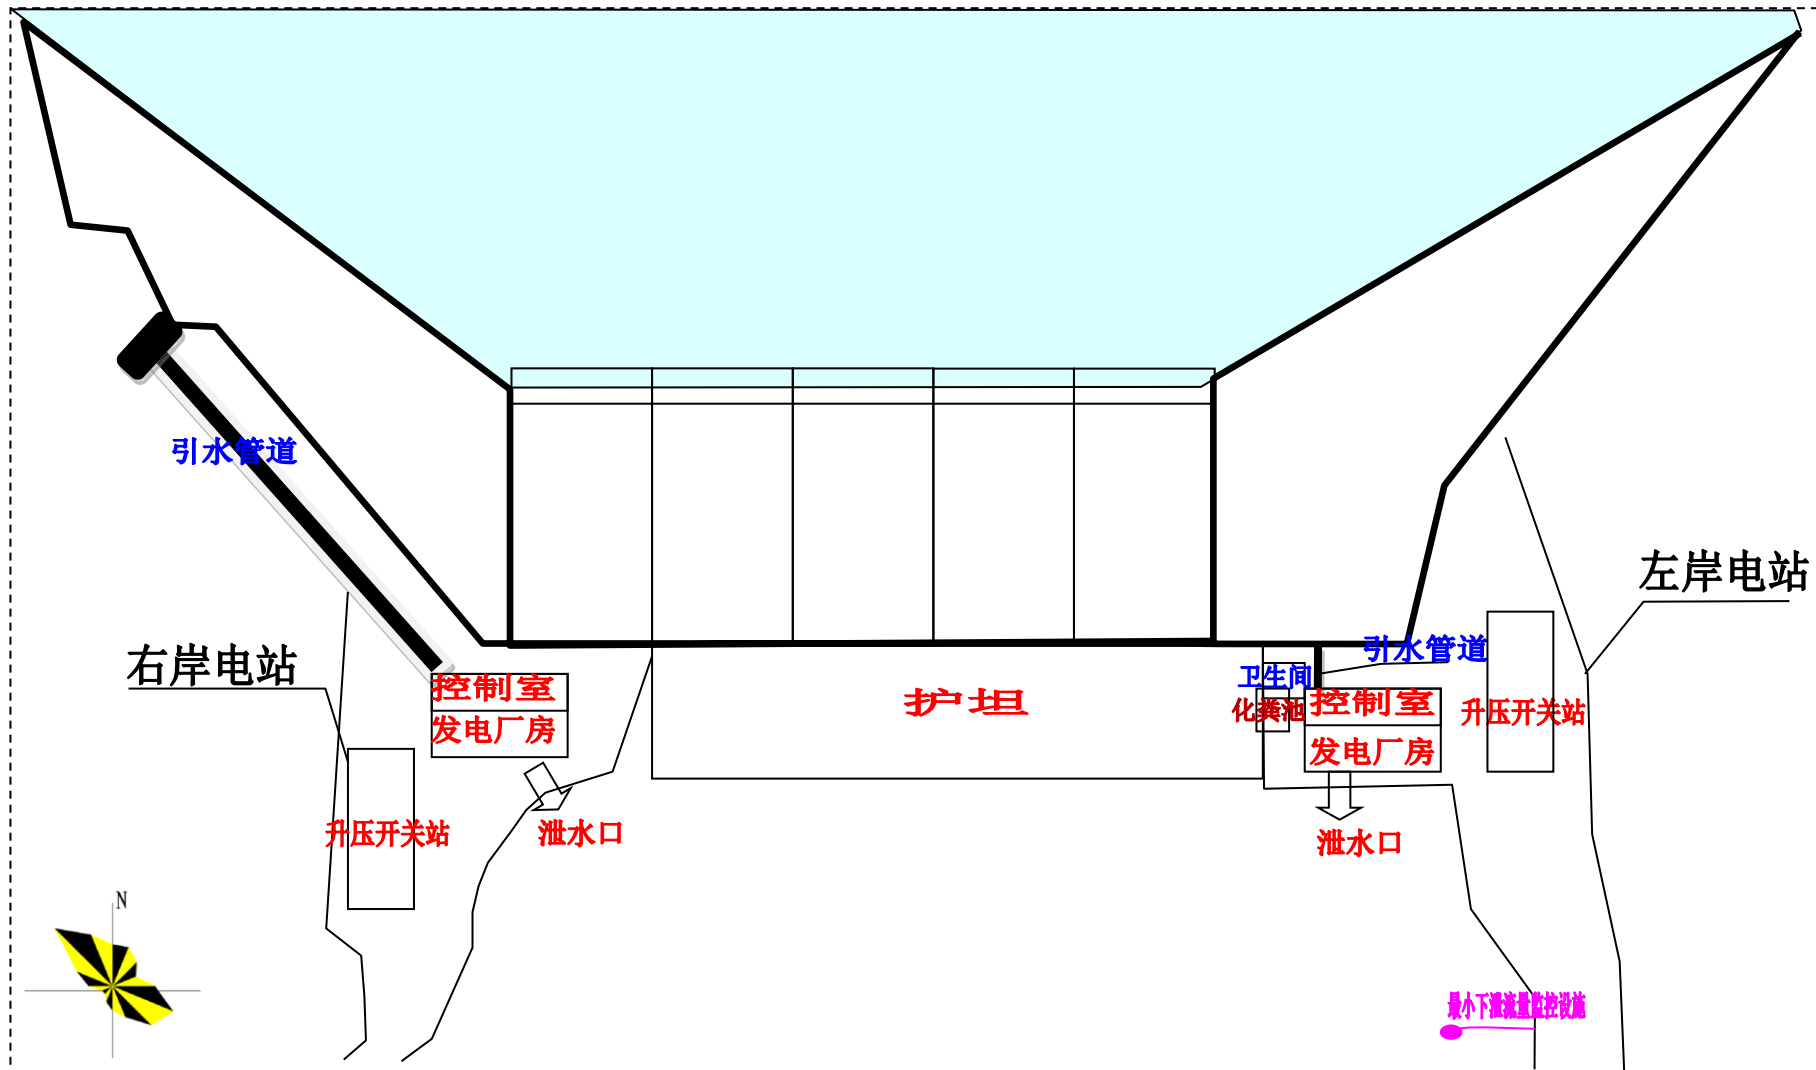 引水管道
左岸电站
右岸电站
引水管道
控制室
发电厂房
护坦
卫生间
化粪池
控制室
发电厂房
升压开关站
升压开关站
泄水口
泄水口
N
最小下泄流量监控设施